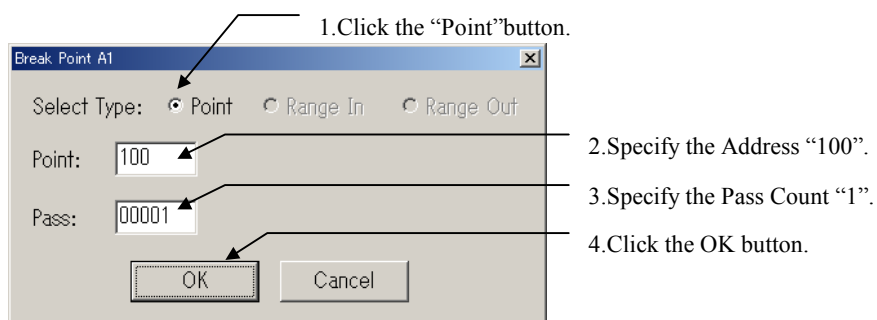 1.Click the “Point”button.
Break Point A1
Select Type: Point Range In Range Out
Point: 100
2.Specify the Address “100”.
3.Specify the Pass Count “1”.
Pass: 00001
4.Click the OK button.
OK Cancel